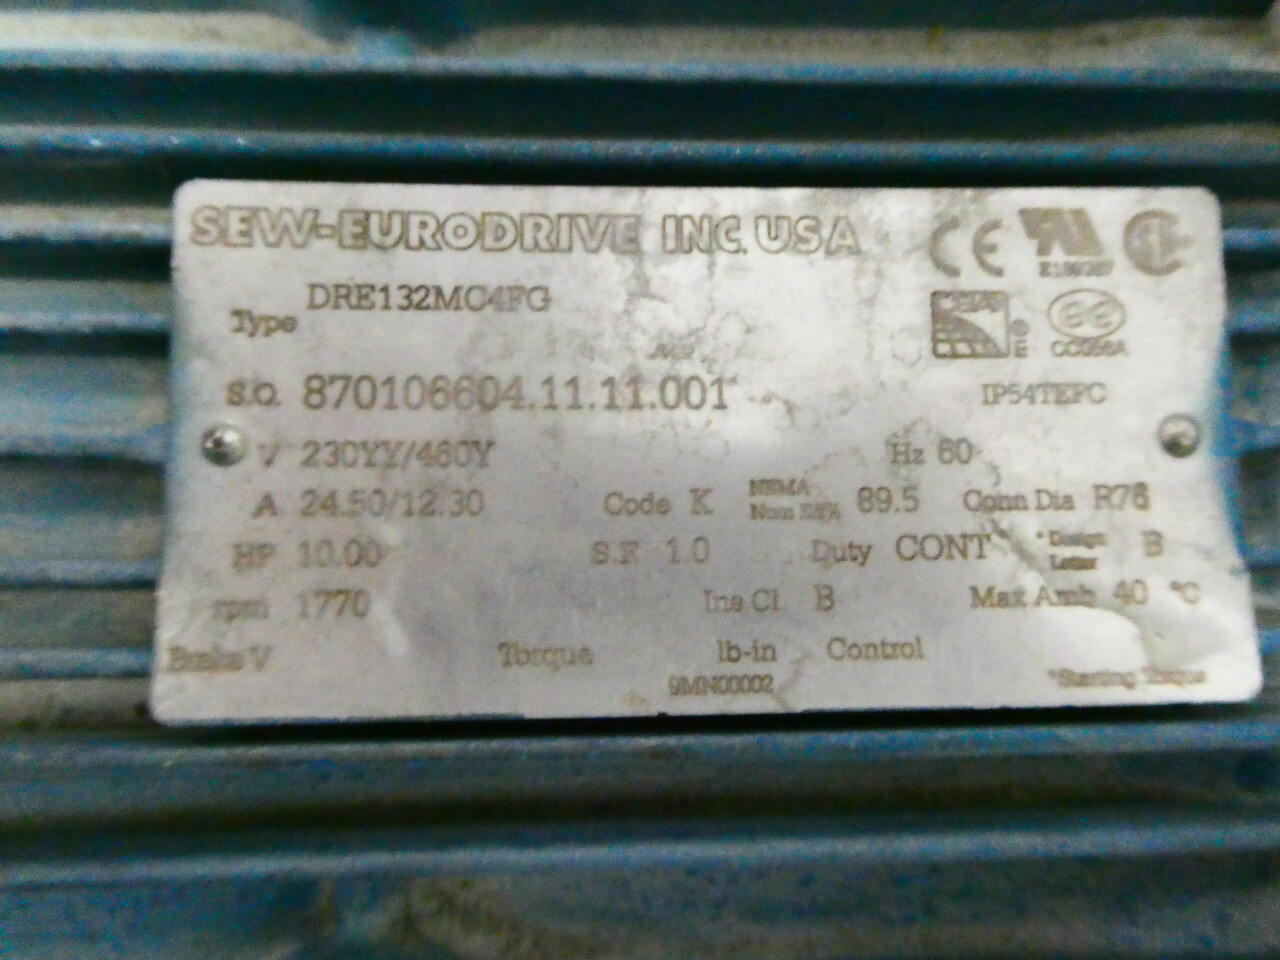 SEW-EURODRIVE INC. USA
CE
Type DRE132MC4FG
E
CC056A
S.O. 870106604.11.11.001
IP54TEFC
V 230YY/460Y Hz 60
A 24.50/12.30 Code K NEMA Nom Eff% 89.5 Conn Dia R76
HP 10.00 S.F. 1.0 Duty CONT *Design Letter B
rpm 1770 Ins Cl. B Max Amb 40 °C
Brake V Torque lb-in Control
9MN00002 *Starting Torque